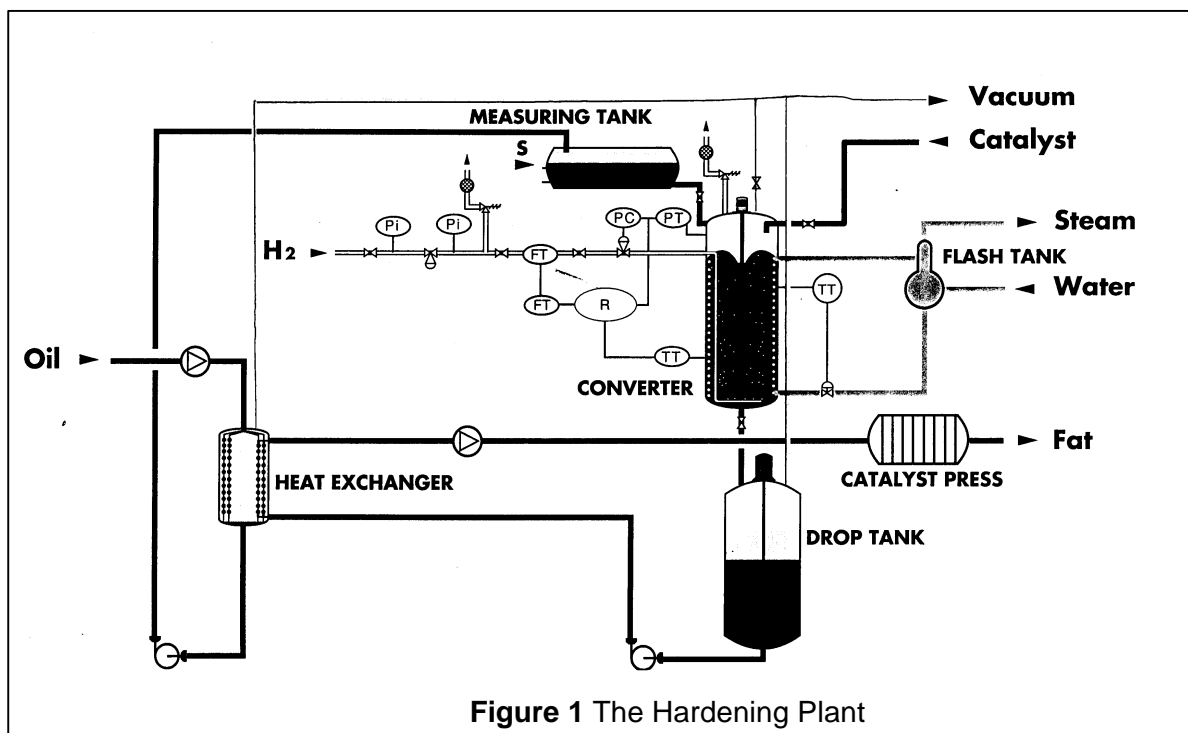 Vacuum
MEASURING TANK
Catalyst
S
Steam
Pi
Pi
PC
PT
H2
FT
FLASH TANK
Water
TT
FT
R
Oil
TT
CONVERTER
Fat
HEAT EXCHANGER
CATALYST PRESS
DROP TANK
Figure 1 The Hardening Plant